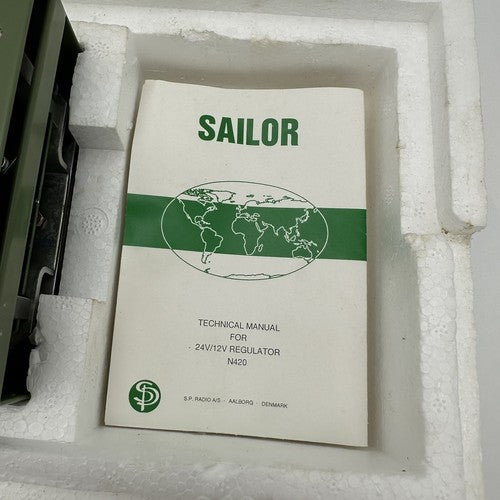 SAILOR
TECHNICAL MANUAL
FOR
24V/12V REGULATOR
N420
SP
S.P. RADIO A/S · AALBORG · DENMARK